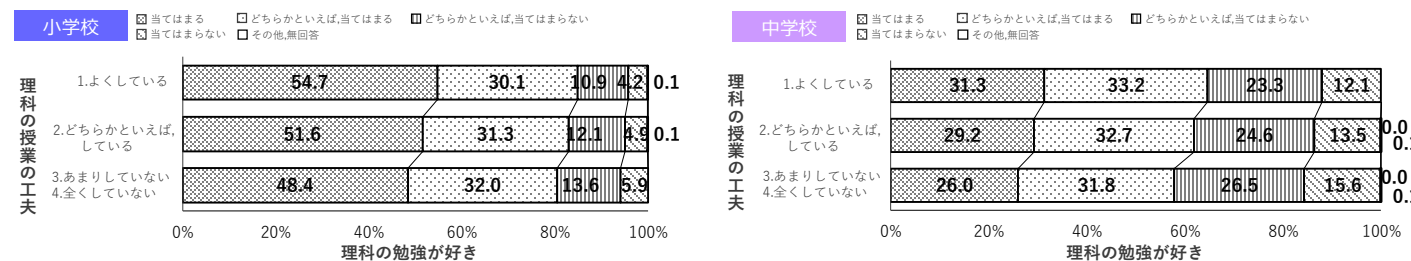 小学校
当てはまる どちらかといえば,当てはまる どちらかといえば,当てはまらない
当てはまらない その他,無回答
理科の授業の工夫
1.よくしている
54.7 30.1 10.9 4.2 0.1
2.どちらかといえば,
している
51.6 31.3 12.1 4.9 0.1
3.あまりしていない
4.全くしていない
48.4 32.0 13.6 5.9
0% 20% 40% 60% 80% 100%
理科の勉強が好き
中学校
当てはまる どちらかといえば,当てはまる どちらかといえば,当てはまらない
当てはまらない その他,無回答
理科の授業の工夫
1.よくしている
31.3 33.2 23.3 12.1
2.どちらかといえば,
している
29.2 32.7 24.6 13.5 0.0
3.あまりしていない
4.全くしていない
26.0 31.8 26.5 15.6 0.0
0% 20% 40% 60% 80% 100%
理科の勉強が好き